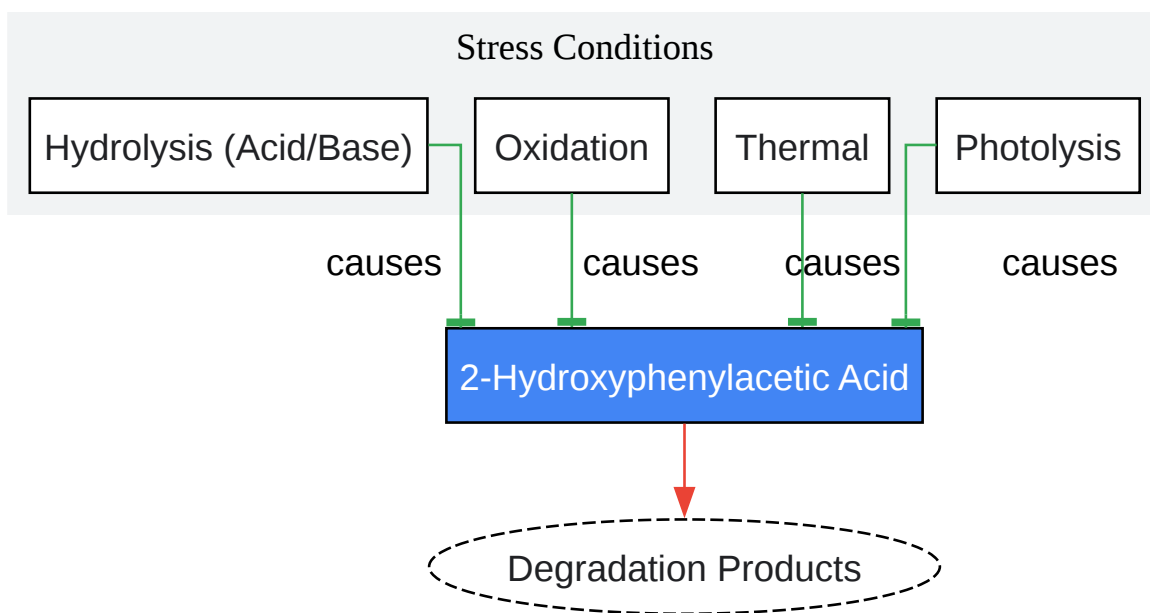 Stress Conditions
Hydrolysis (Acid/Base)
Oxidation
Thermal
Photolysis
causes
causes
causes
causes
2-Hydroxyphenylacetic Acid
Degradation Products